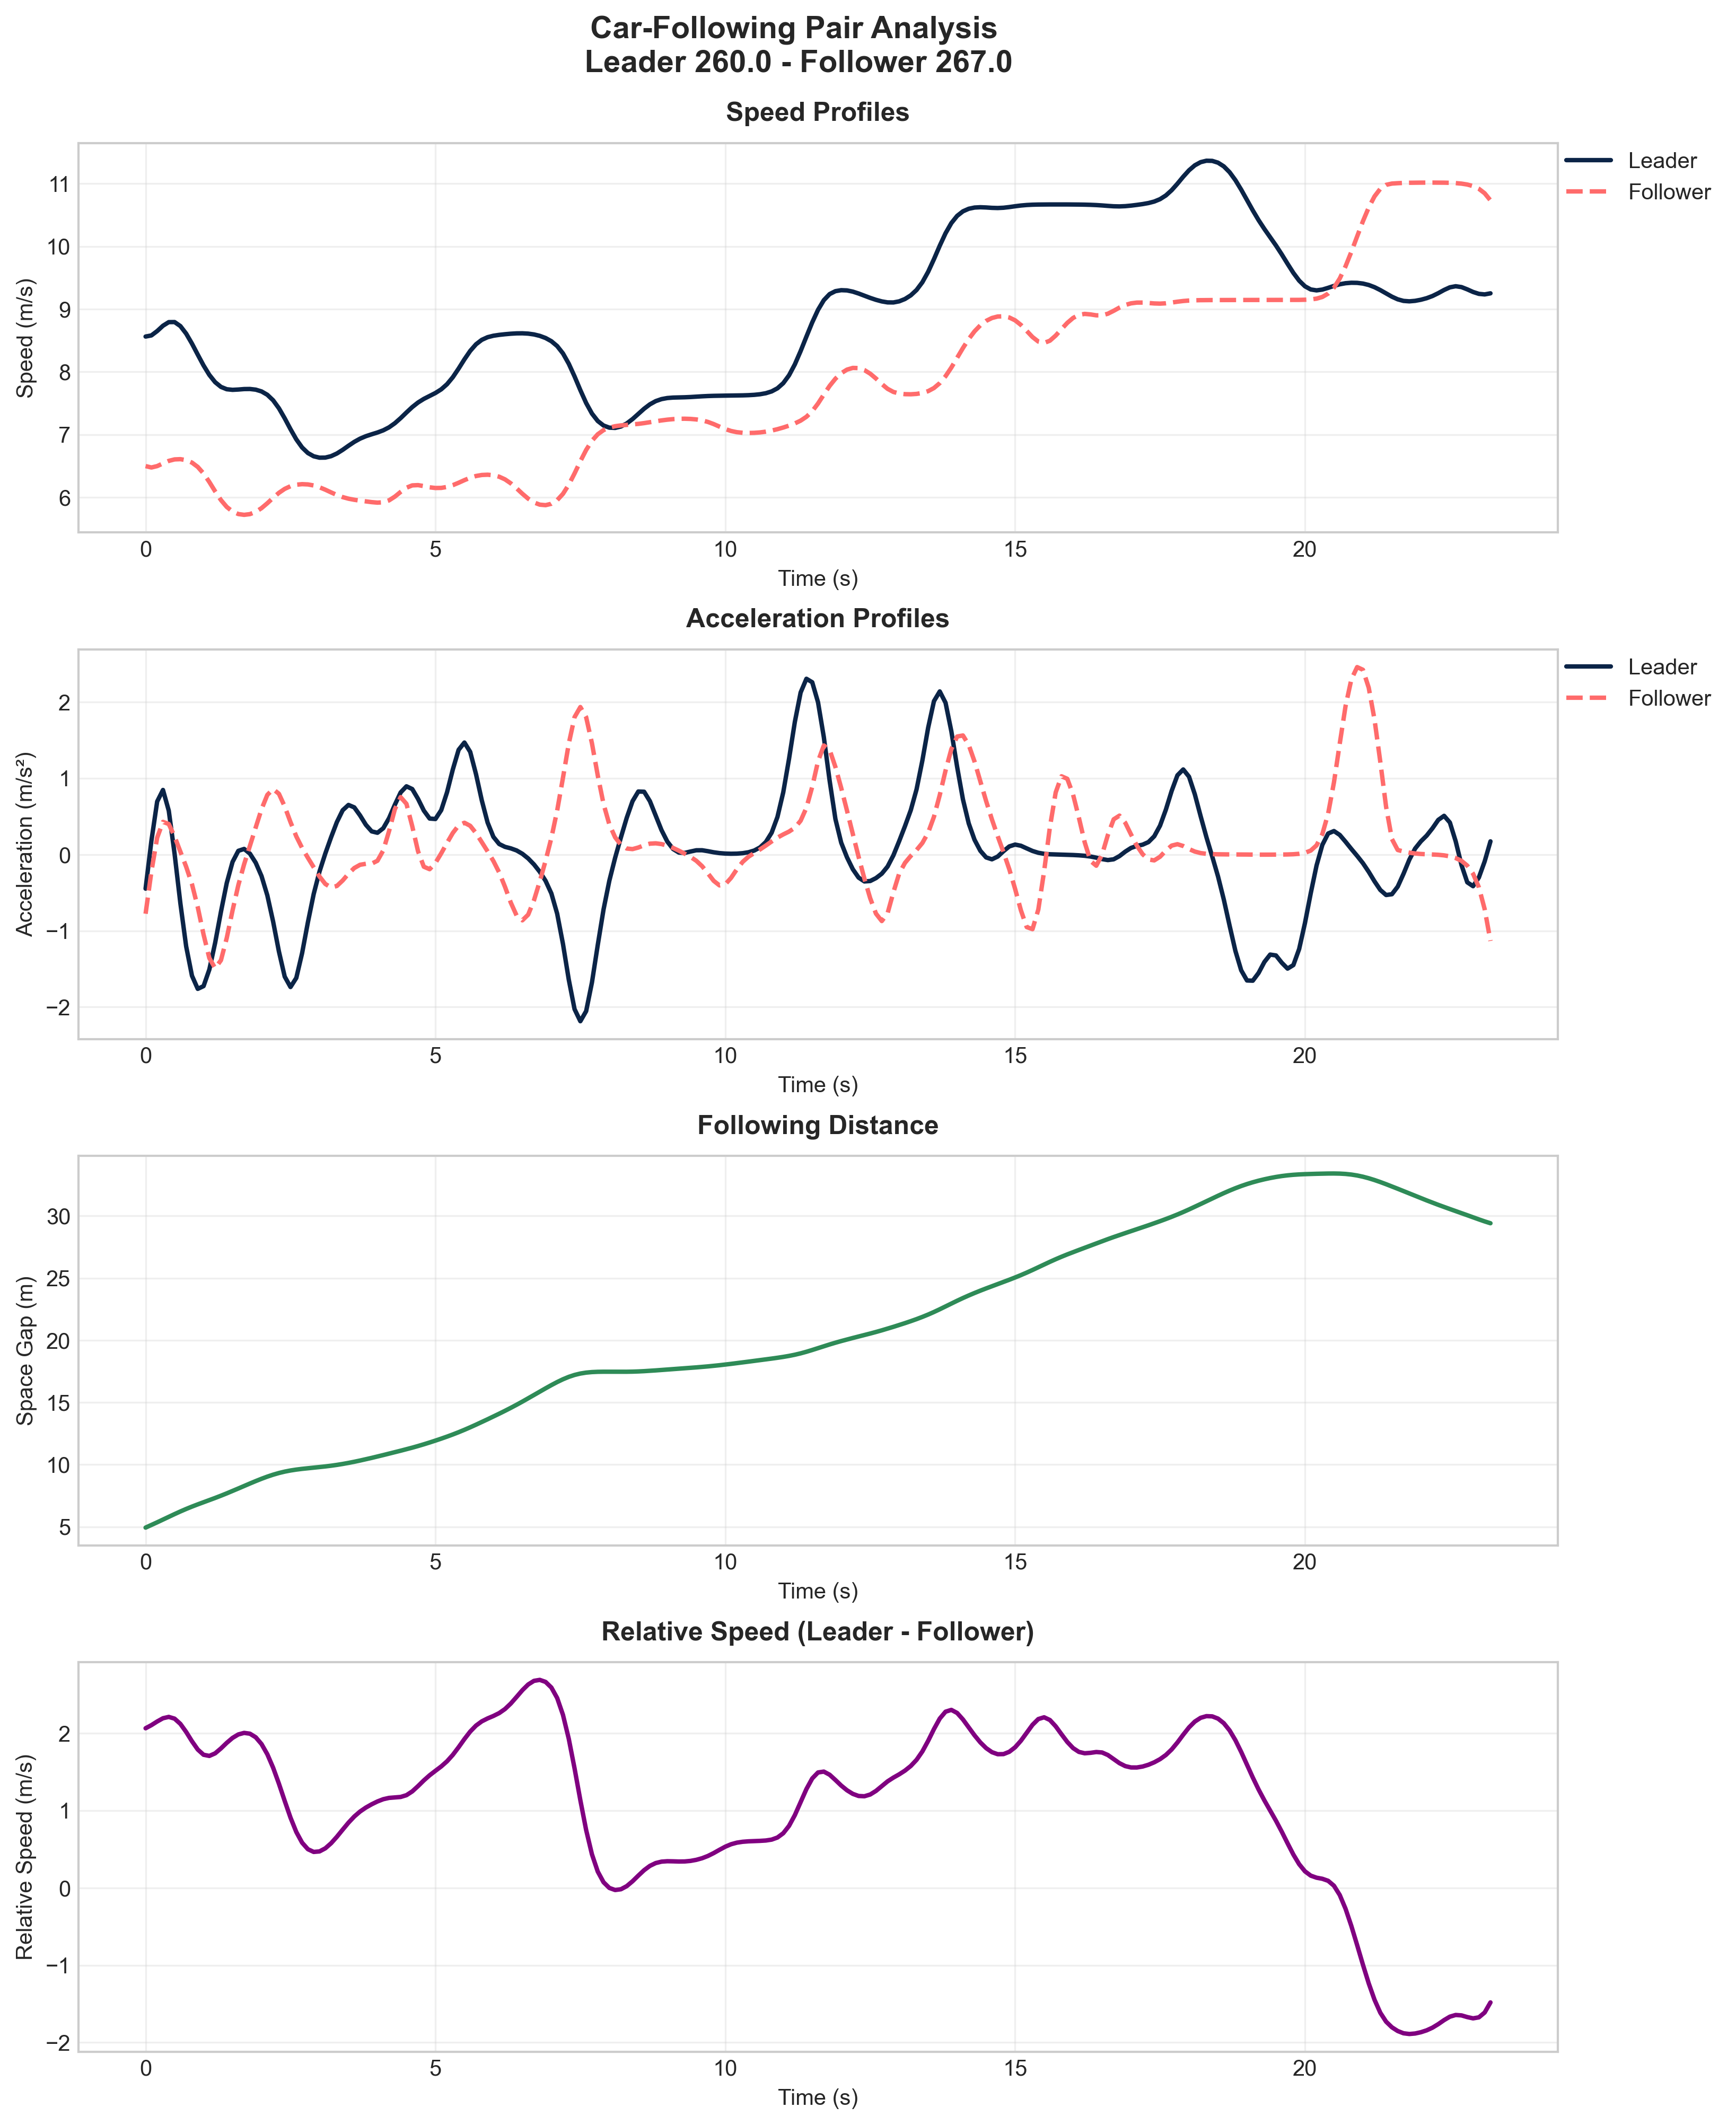 Car-Following Pair Analysis
Leader 260.0 - Follower 267.0
Speed Profiles
Leader
Follower
11
10
9
8
7
6
Speed (m/s)
0 5 10 15 20
Time (s)
Acceleration Profiles
Leader
Follower
2
1
0
−1
−2
Acceleration (m/s²)
0 5 10 15 20
Time (s)
Following Distance
30
25
20
15
10
5
Space Gap (m)
0 5 10 15 20
Time (s)
Relative Speed (Leader - Follower)
2
1
0
−1
−2
Relative Speed (m/s)
0 5 10 15 20
Time (s)